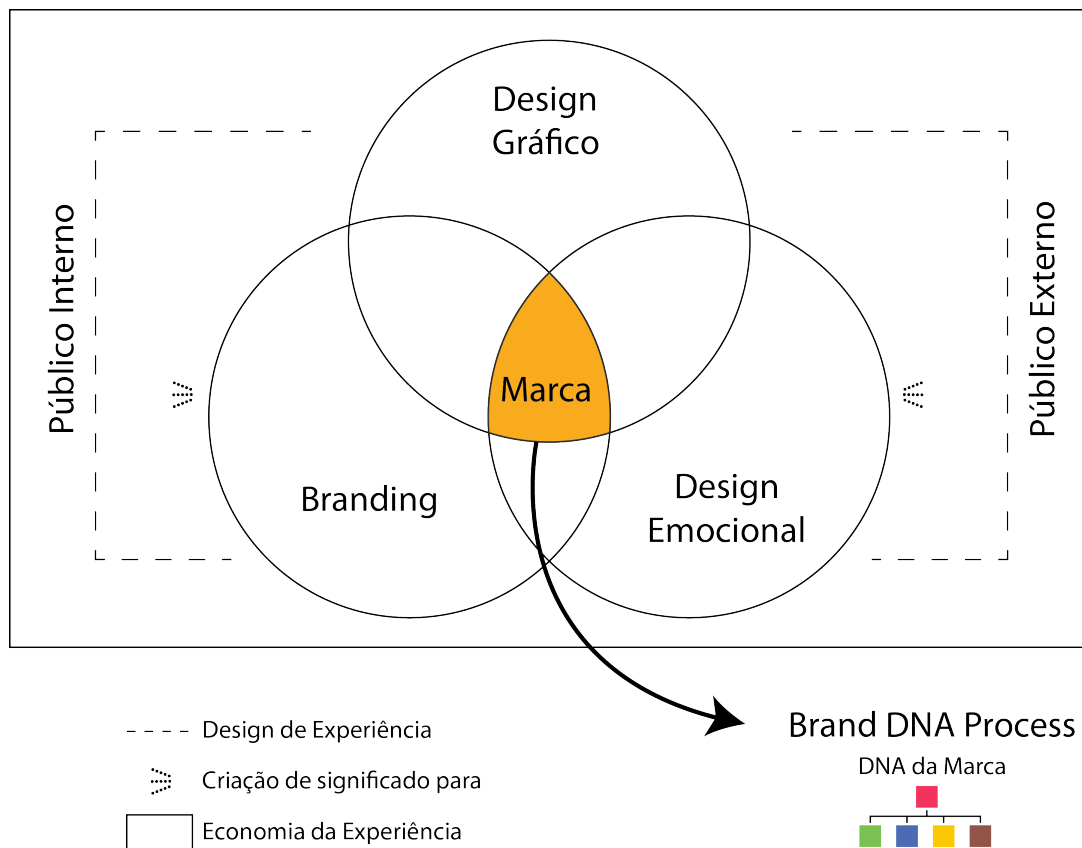 Design
Gráfico
Público Interno
Público Externo
Marca
Branding
Design
Emocional
Design de Experiência
Criação de significado para
Economia da Experiência
Brand DNA Process
DNA da Marca